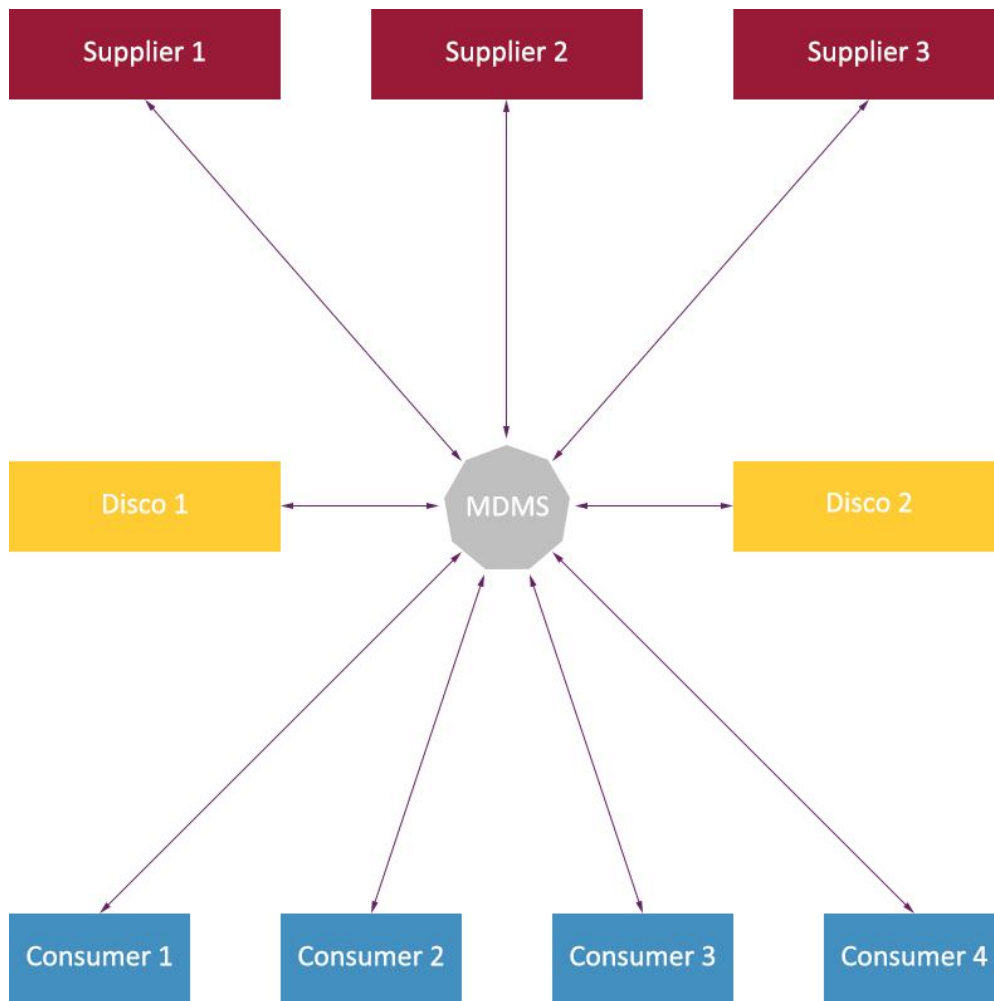 Supplier 1
Supplier 2
Supplier 3
Disco 1
MDMS
Disco 2
Consumer 1
Consumer 2
Consumer 3
Consumer 4